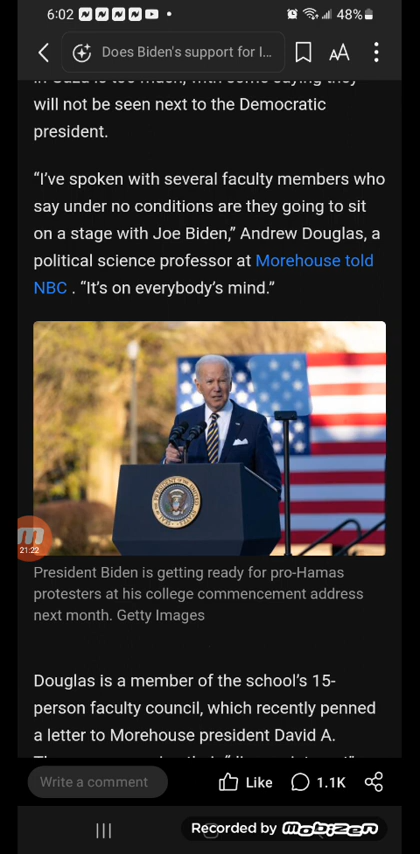 6:02
48%
Does Biden's support for I...
AA
will not be seen next to the Democratic
president.
“I’ve spoken with several faculty members who
say under no conditions are they going to sit
on a stage with Joe Biden,” Andrew Douglas, a
political science professor at Morehouse told
NBC . “It’s on everybody’s mind.”
21:22
President Biden is getting ready for pro-Hamas
protesters at his college commencement address
next month. Getty Images
Douglas is a member of the school’s 15-
person faculty council, which recently penned
a letter to Morehouse president David A.
Write a comment
Like
1.1K
Recorded by mobizen